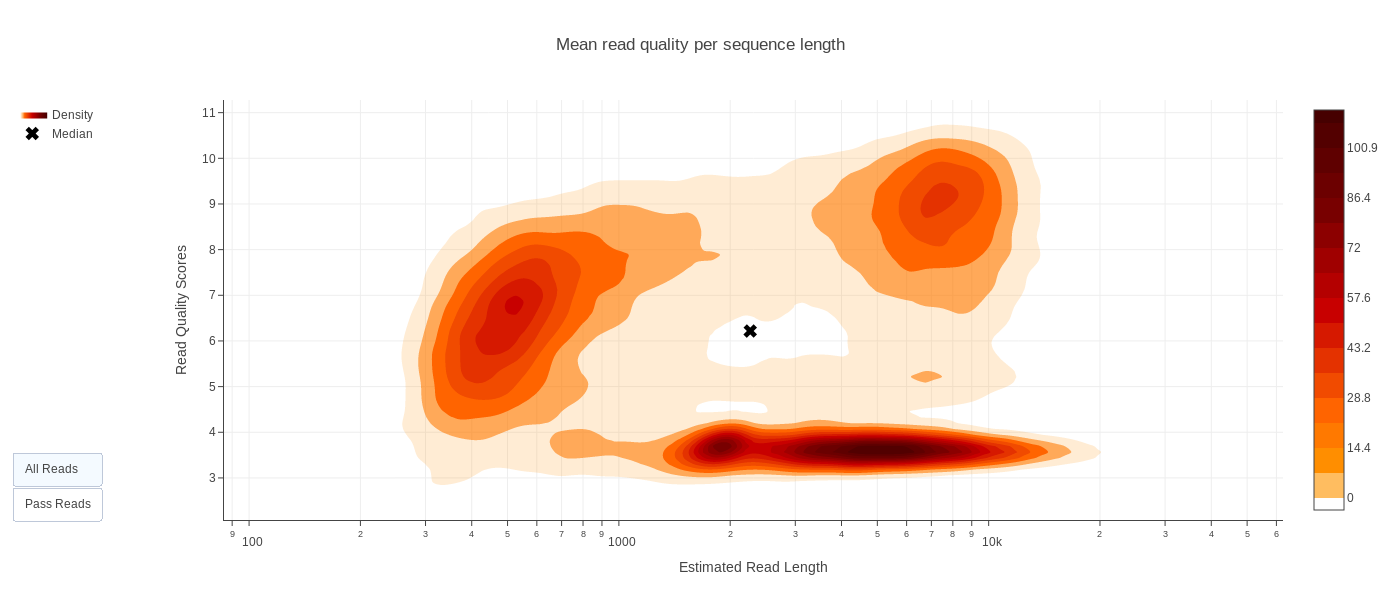 Mean read quality per sequence length
Density
Median
All Reads
Pass Reads
Read Quality Scores
11
10
9
8
7
6
5
4
3
9 100 2 3 4 5 6 7 8 9 1000 2 3 4 5 6 7 8 9 10k 2 3 4 5 6
Estimated Read Length
100.9
86.4
72
57.6
43.2
28.8
14.4
0